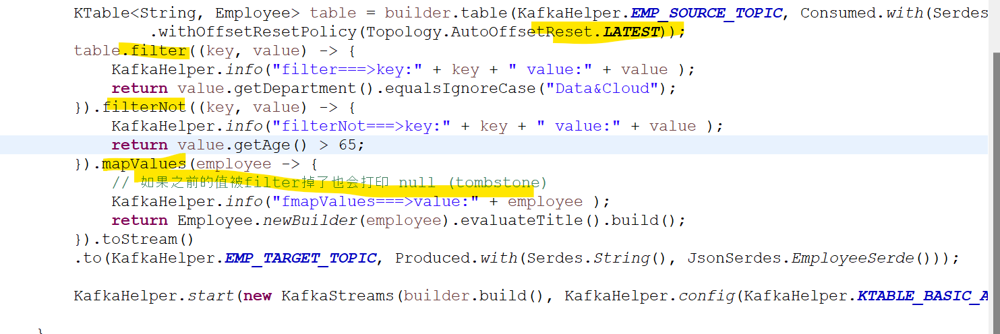 KTable<String, Employee> table = builder.table(KafkaHelper.EMP_SOURCE_TOPIC, Consumed.with(Serdes
.withOffsetResetPolicy(Topology.AutoOffsetReset.LATEST));
table.filter((key, value) -> {
KafkaHelper.info("filter===>key:" + key + " value:" + value );
return value.getDepartment().equalsIgnoreCase("Data&Cloud");
}).filterNot((key, value) -> {
KafkaHelper.info("filterNot===>key:" + key + " value:" + value );
return value.getAge() > 65;
}).mapValues(employee -> {
// 如果之前的值被filter掉了也会打印 null (tombstone)
KafkaHelper.info("fmapValues===>value:" + employee );
return Employee.newBuilder(employee).evaluateTitle().build();
}).toStream()
.to(KafkaHelper.EMP_TARGET_TOPIC, Produced.with(Serdes.String(), JsonSerdes.EmployeeSerde()));
KafkaHelper.start(new KafkaStreams(builder.build(), KafkaHelper.config(KafkaHelper.KTABLE_BASIC_A
}